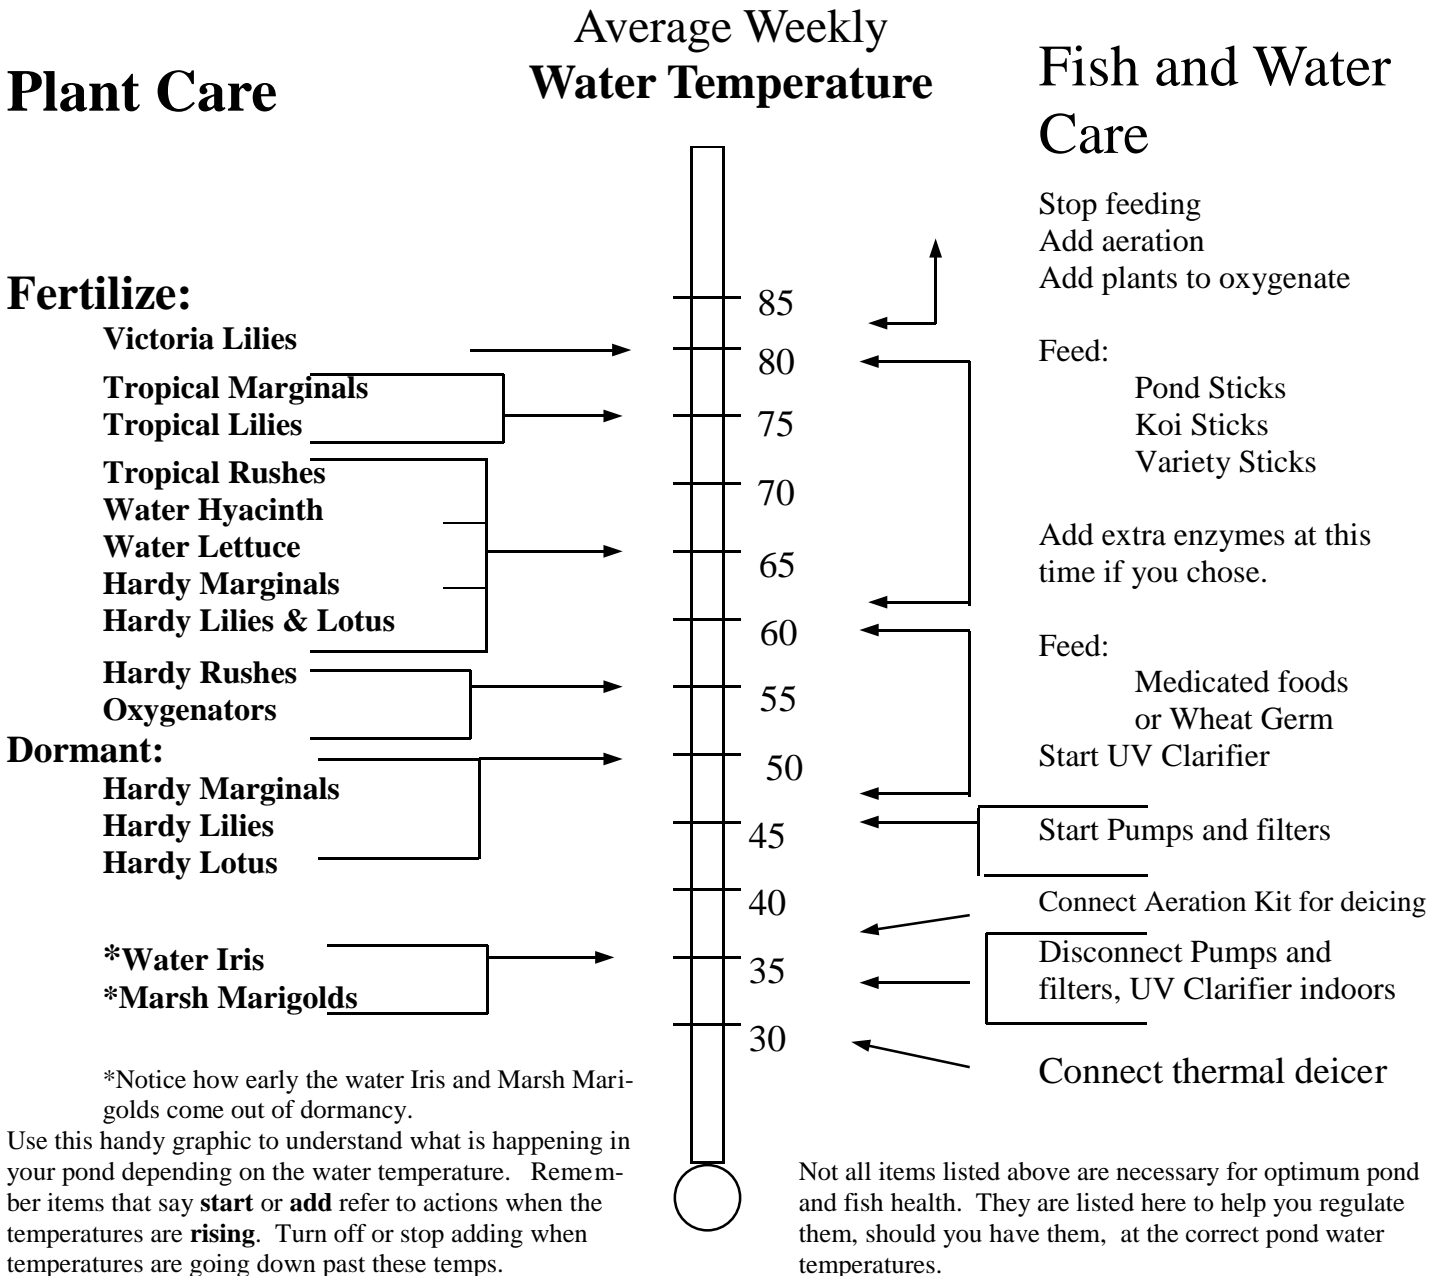 Average Weekly
Water Temperature
Plant Care
Fish and Water
Care
Stop feeding
Add aeration
Add plants to oxygenate
Fertilize:
Victoria Lilies
Tropical Marginals
Tropical Lilies
Tropical Rushes
Water Hyacinth
Water Lettuce
Hardy Marginals
Hardy Lilies & Lotus
Hardy Rushes
Oxygenators
Dormant:
Hardy Marginals
Hardy Lilies
Hardy Lotus
*Water Iris
*Marsh Marigolds
85
80
75
70
65
60
55
50
45
40
35
30
Feed:
Pond Sticks
Koi Sticks
Variety Sticks
Add extra enzymes at this
time if you chose.
Feed:
Medicated foods
or Wheat Germ
Start UV Clarifier
Start Pumps and filters
Connect Aeration Kit for deicing
Disconnect Pumps and
filters, UV Clarifier indoors
Connect thermal deicer
*Notice how early the water Iris and Marsh Mari-
golds come out of dormancy.
Use this handy graphic to understand what is happening in
your pond depending on the water temperature. Remem-
ber items that say start or add refer to actions when the
temperatures are rising. Turn off or stop adding when
temperatures are going down past these temps.
Not all items listed above are necessary for optimum pond
and fish health. They are listed here to help you regulate
them, should you have them, at the correct pond water
temperatures.